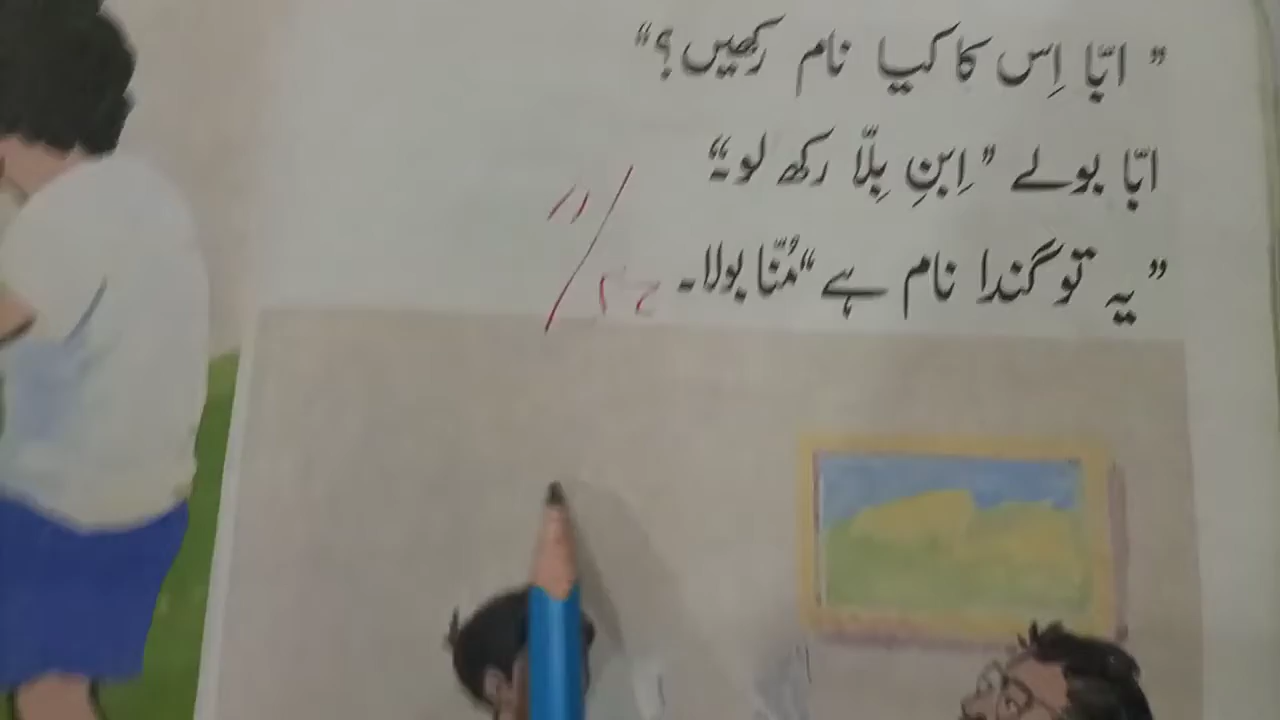 ” ابّا اِس کا کیا نام رکھیں؟“
ابّا بولے ”اِبنِ بِلّا رکھ لو۔“
”یہ تو گندا نام ہے“ مُنّا بولا۔